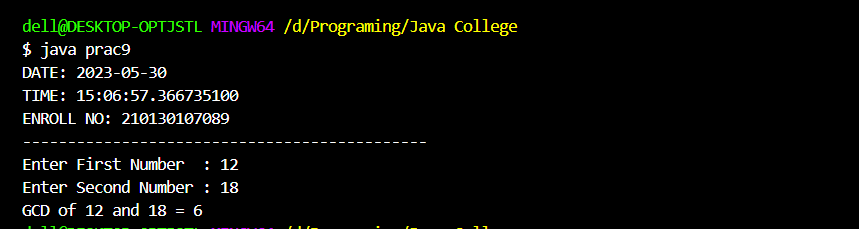 dell@DESKTOP-OPTJSTL MINGW64 /d/Programing/Java College
$ java prac9
DATE: 2023-05-30
TIME: 15:06:57.366735100
ENROLL NO: 210130107089
---------------------------------------------
Enter First Number  : 12
Enter Second Number : 18
GCD of 12 and 18 = 6